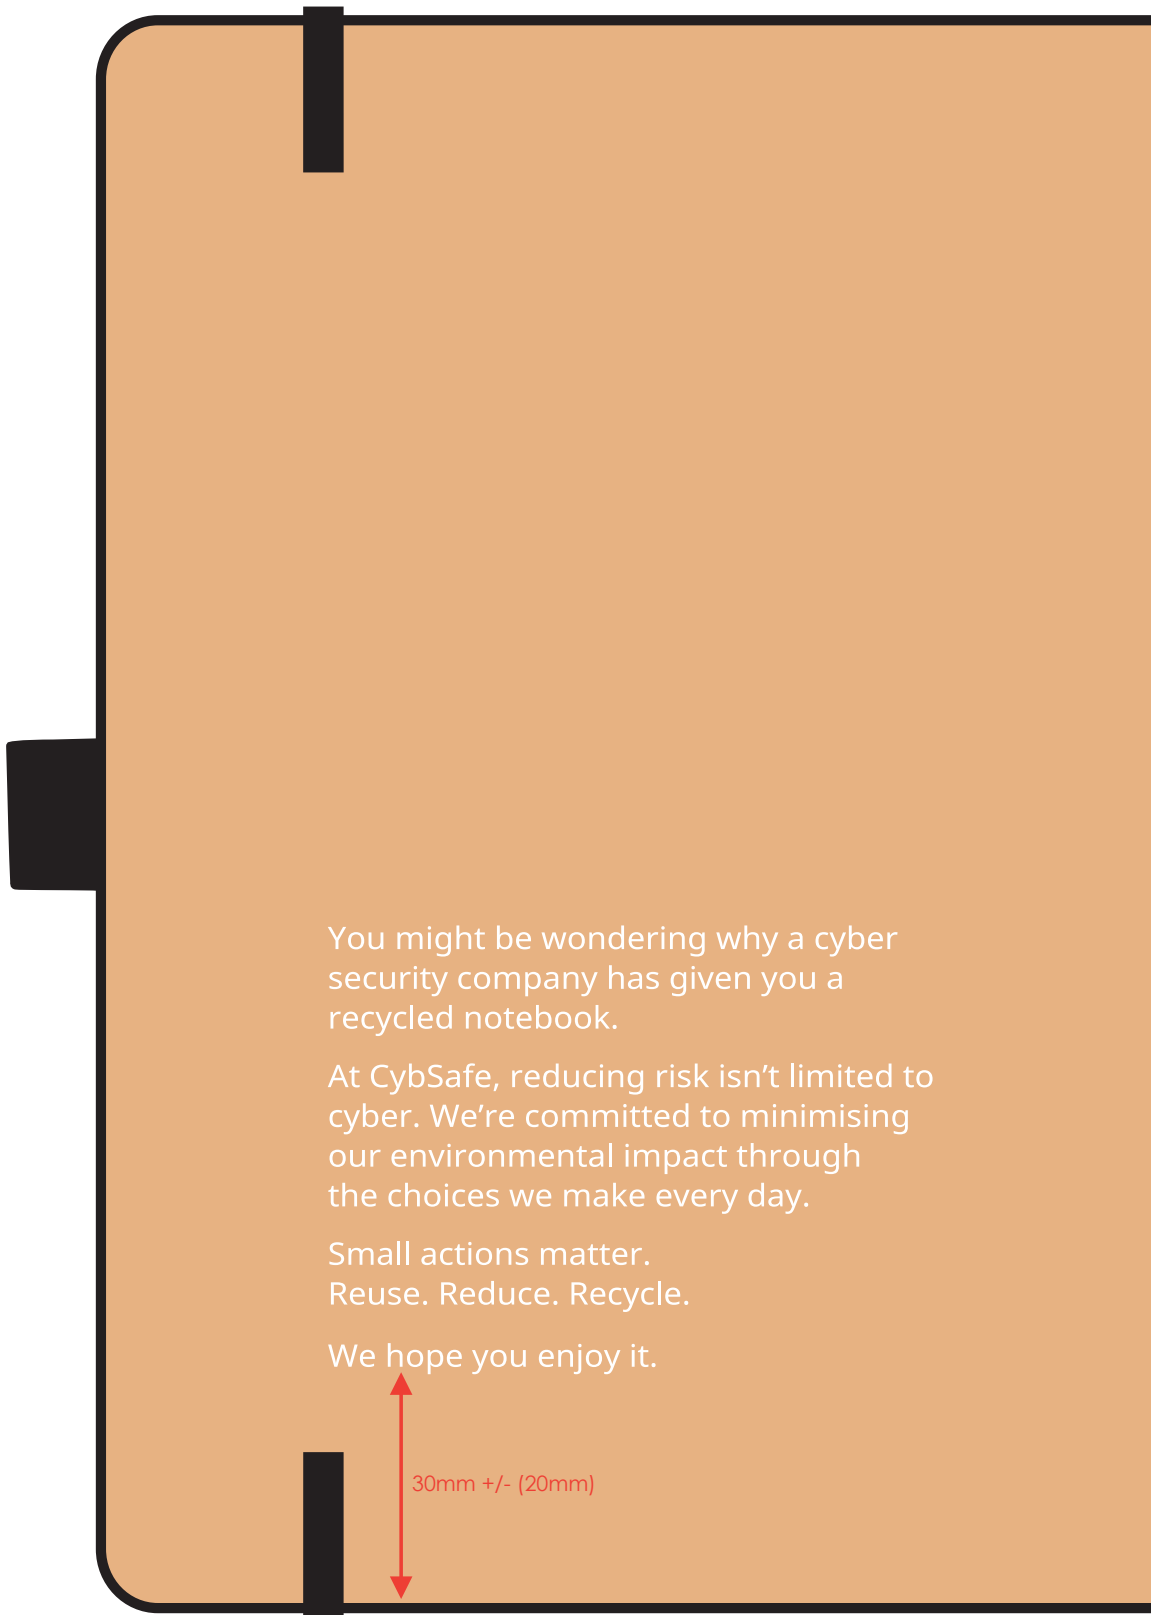 You might be wondering why a cyber
security company has given you a
recycled notebook.
At CybSafe, reducing risk isn’t limited to
cyber. We’re committed to minimising
our environmental impact through
the choices we make every day.
Small actions matter.
Reuse. Reduce. Recycle.
We hope you enjoy it.
30mm +/- (20mm)